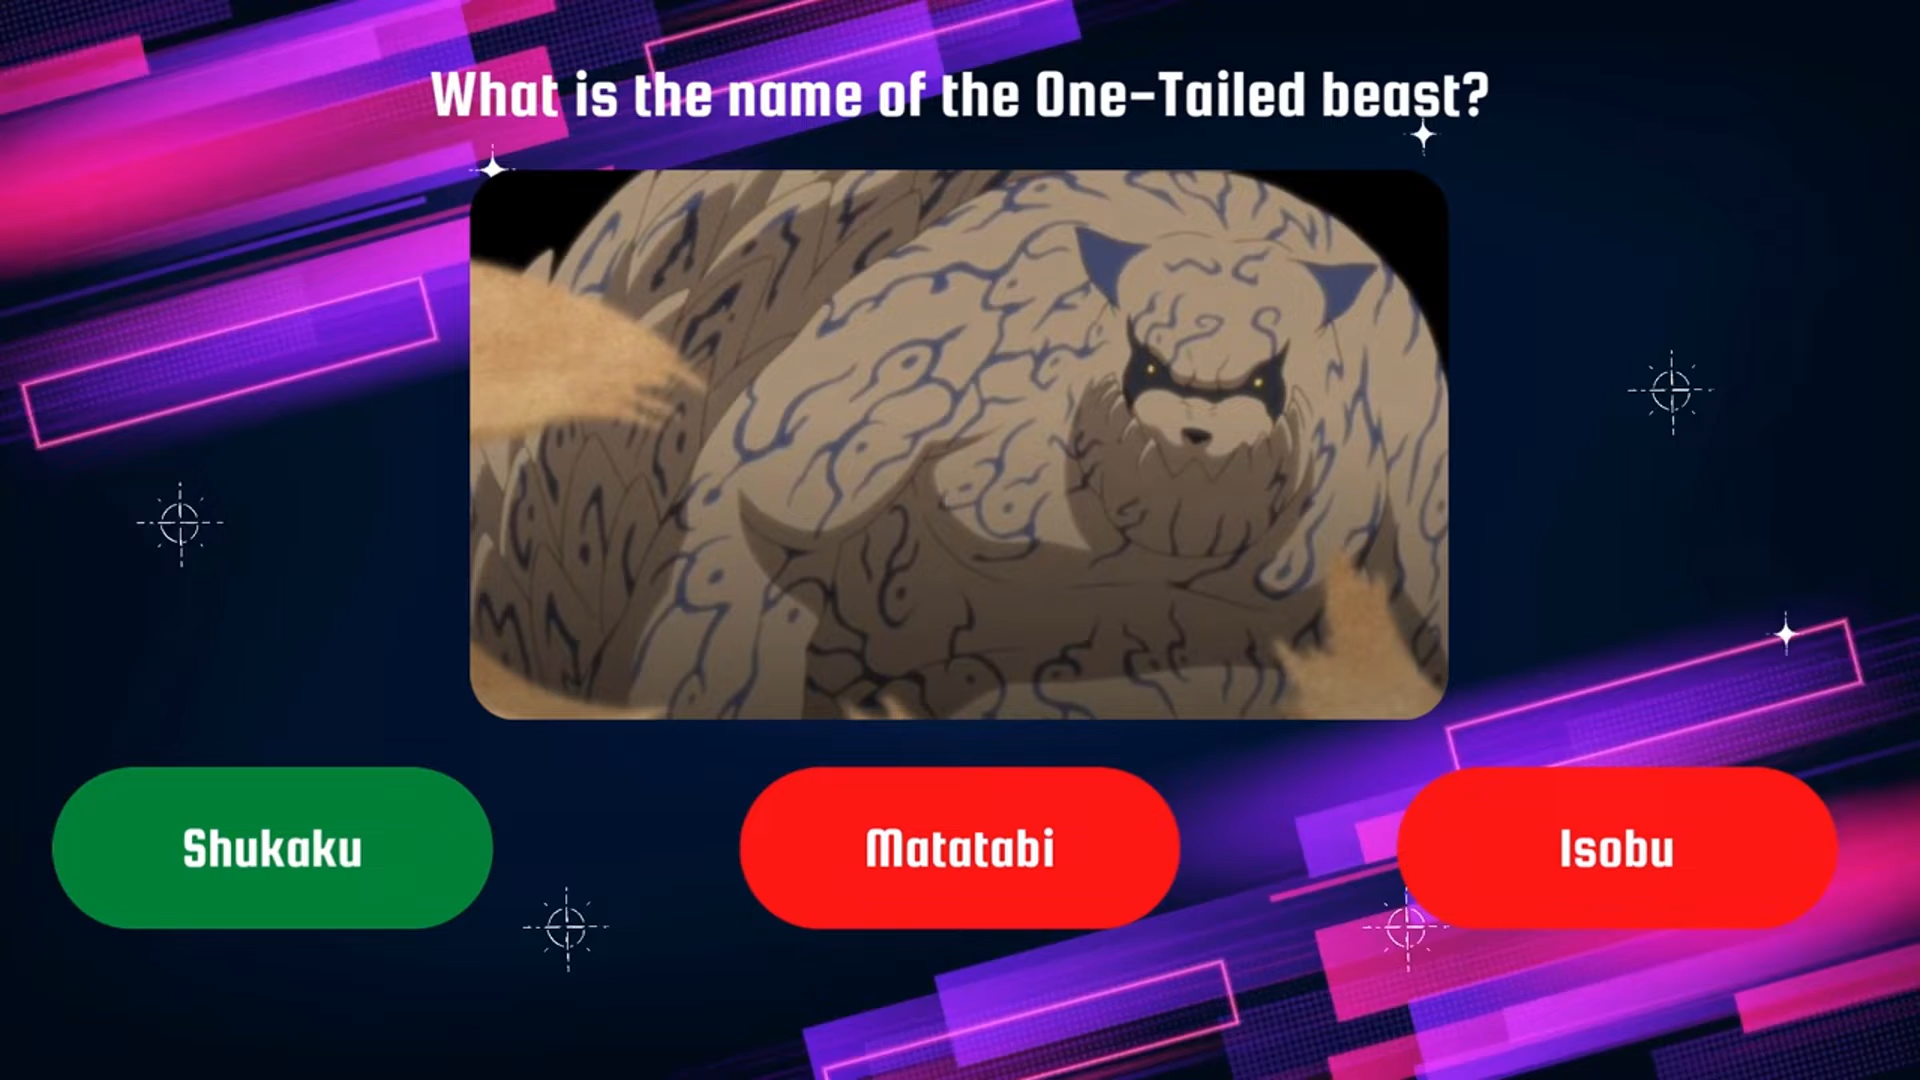 What is the name of the One-Tailed beast?
Shukaku
Matatabi
Isobu